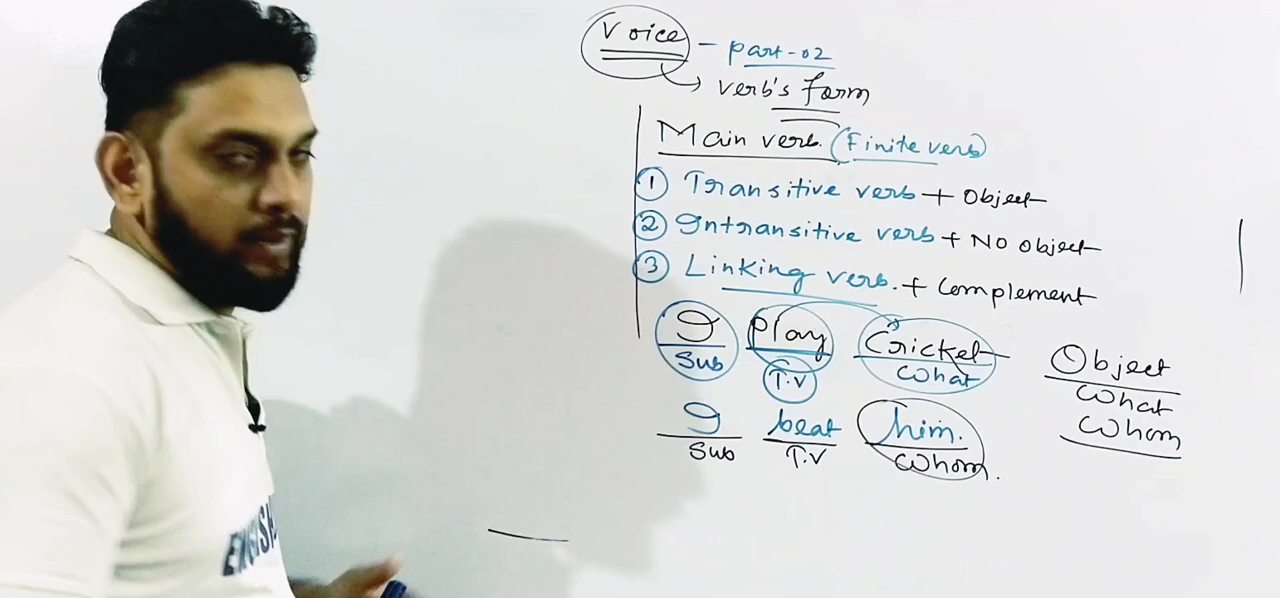 Voice - part-02
verb's form
Main verb. (Finite verb)
1 Transitive verb + Object
2 Intransitive verb + No object
3 Linking verb. + Complement
I Play Cricket
Sub T.V What
Object
What
Whom
I beat him.
Sub T.V Whom.